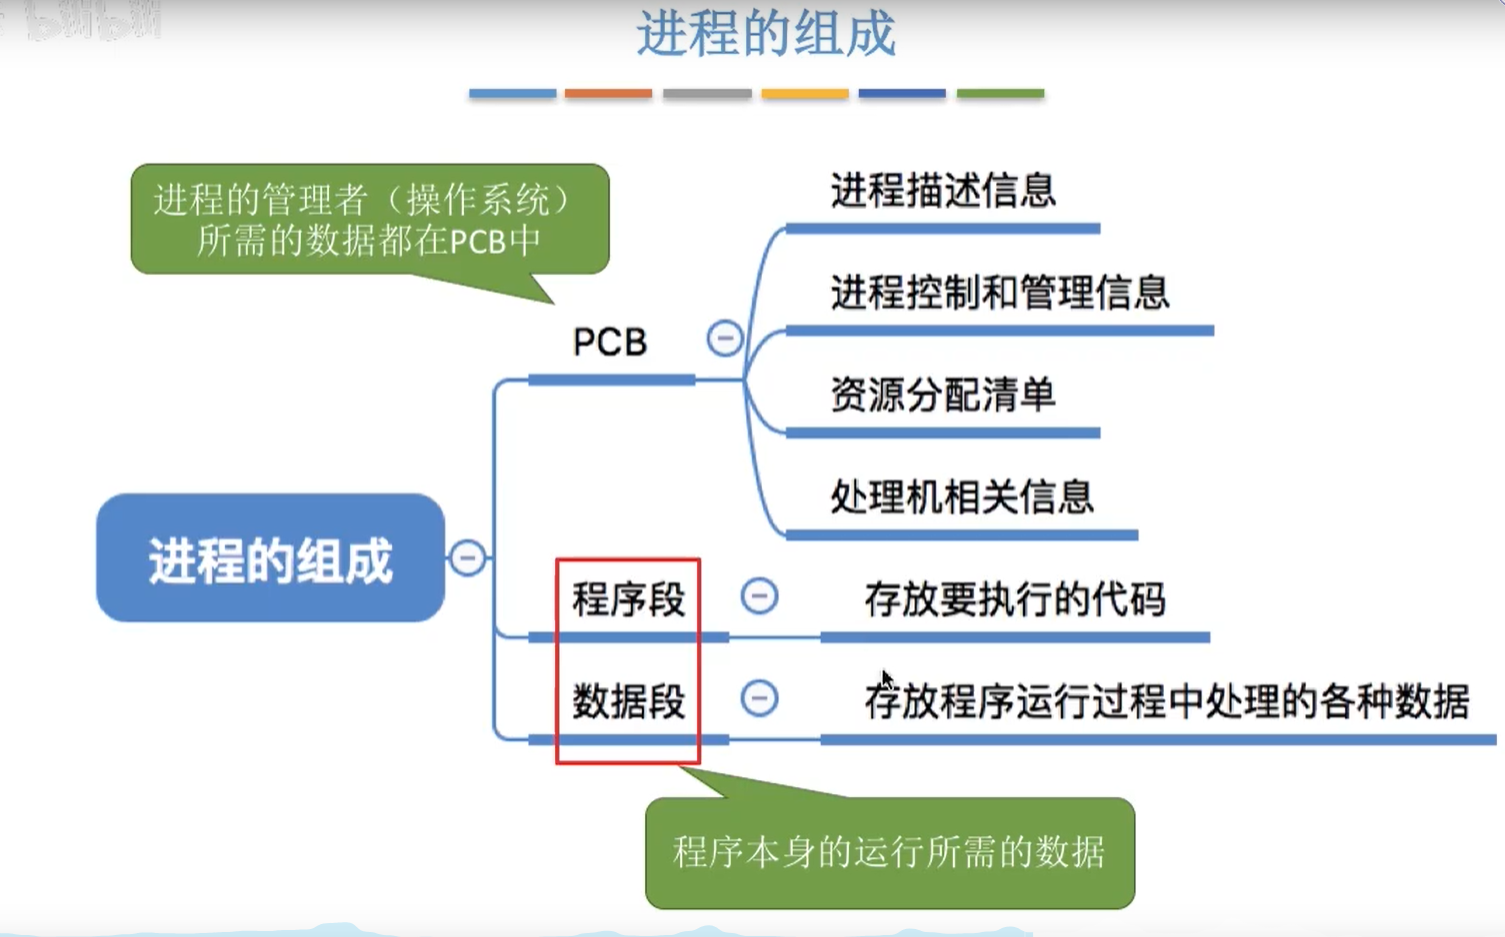 bilibili
进程的组成
进程的管理者（操作系统）
所需的数据都在PCB中
进程描述信息
进程控制和管理信息
PCB
资源分配清单
处理机相关信息
进程的组成
程序段
存放要执行的代码
数据段
存放程序运行过程中处理的各种数据
程序本身的运行所需的数据